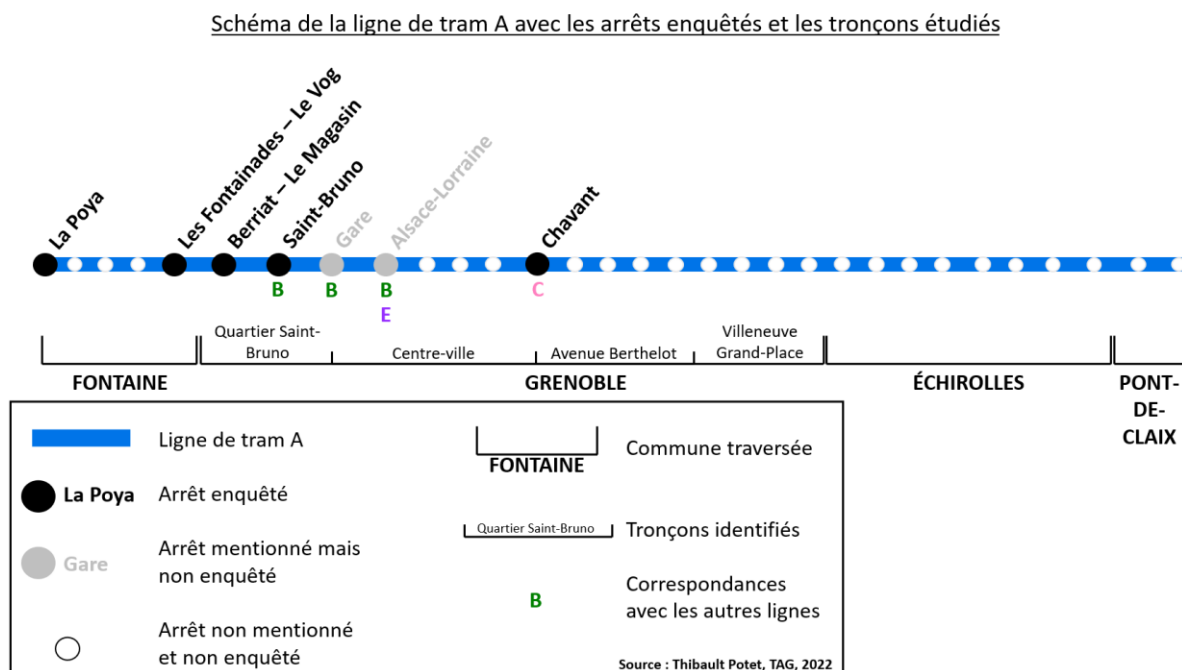 Schéma de la ligne de tram A avec les arrêts enquêtés et les tronçons étudiés
La Poya
Les Fontainades – Le Vog
Berriat – Le Magasin
Saint-Bruno
Gare
Alsace-Lorraine
Chavant
B
B
B
E
C
Quartier Saint-
Bruno
Centre-ville
Avenue Berthelot
Villeneuve
Grand-Place
FONTAINE
GRENOBLE
ÉCHIROLLES
PONT-
DE-
CLAIX
Ligne de tram A
La Poya
Arrêt enquêté
Gare
Arrêt mentionné mais
non enquêté
Arrêt non mentionné
et non enquêté
FONTAINE
Commune traversée
Quartier Saint-Bruno
Tronçons identifiés
B
Correspondances
avec les autres lignes
Source : Thibault Potet, TAG, 2022